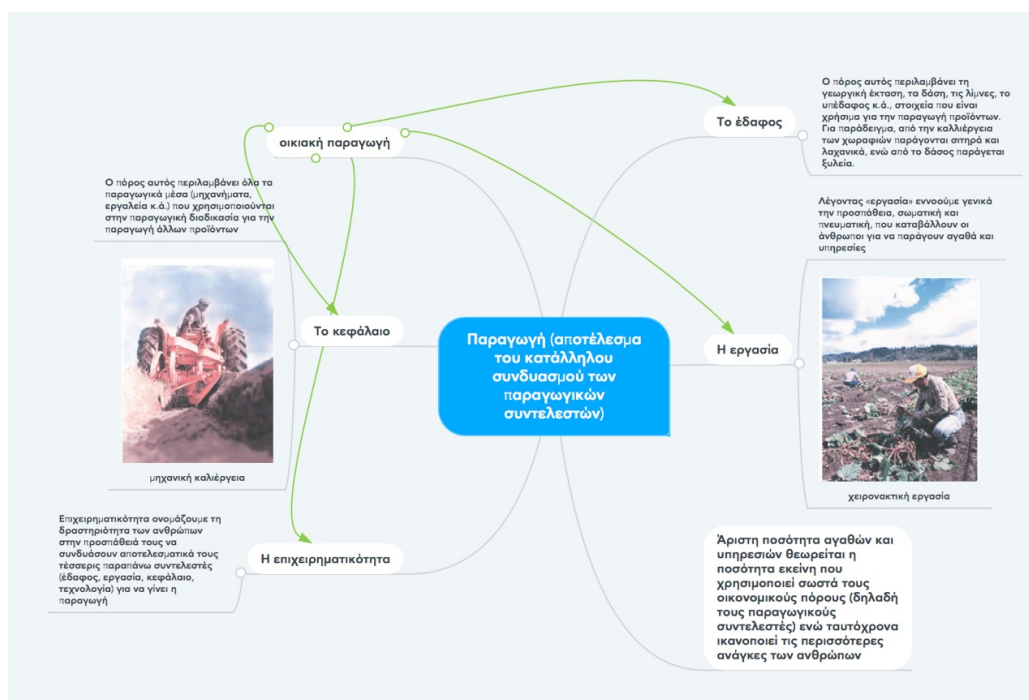 οικιακή παραγωγή
Ο πόρος αυτός περιλαμβάνει όλα τα
παραγωγικά μέσα (μηχανήματα,
εργαλεία κ.ά.) που χρησιμοποιούνται
στην παραγωγική διαδικασία για την
παραγωγή άλλων προϊόντων
Το κεφάλαιο
μηχανική καλιέργεια
Επιχειρηματικότητα ονομάζουμε τη
δραστηριότητα των ανθρώπων
στην προσπάθειά τους να
συνδυάσουν αποτελεσματικά τους
τέσσερις παραπάνω συντελεστές
(έδαφος, εργασία, κεφάλαιο,
τεχνολογία) για να γίνει η
παραγωγή
Η επιχειρηματικότητα
Παραγωγή (αποτέλεσμα
του κατάλληλου
συνδυασμού των
παραγωγικών
συντελεστών)
Το έδαφος
Ο πόρος αυτός περιλαμβάνει τη
γεωργική έκταση, τα δάση, τις λίμνες, το
υπέδαφος κ.ά., στοιχεία που είναι
χρήσιμα για την παραγωγή προϊόντων.
Για παράδειγμα, από την καλλιέργεια
των χωραφιών παράγονται σιτηρά και
λαχανικά, ενώ από το δάσος παράγεται
ξυλεία.
Η εργασία
Λέγοντας «εργασία» εννοούμε γενικά
την προσπάθεια, σωματική και
πνευματική, που καταβάλλουν οι
άνθρωποι για να παράγουν αγαθά και
υπηρεσίες
χειρονακτική εργασία
Άριστη ποσότητα αγαθών και
υπηρεσιών θεωρείται η
ποσότητα εκείνη που
χρησιμοποιεί σωστά τους
οικονομικούς πόρους (δηλαδή
τους παραγωγικούς
συντελεστές) ενώ ταυτόχρονα
ικανοποιεί τις περισσότερες
ανάγκες των ανθρώπων